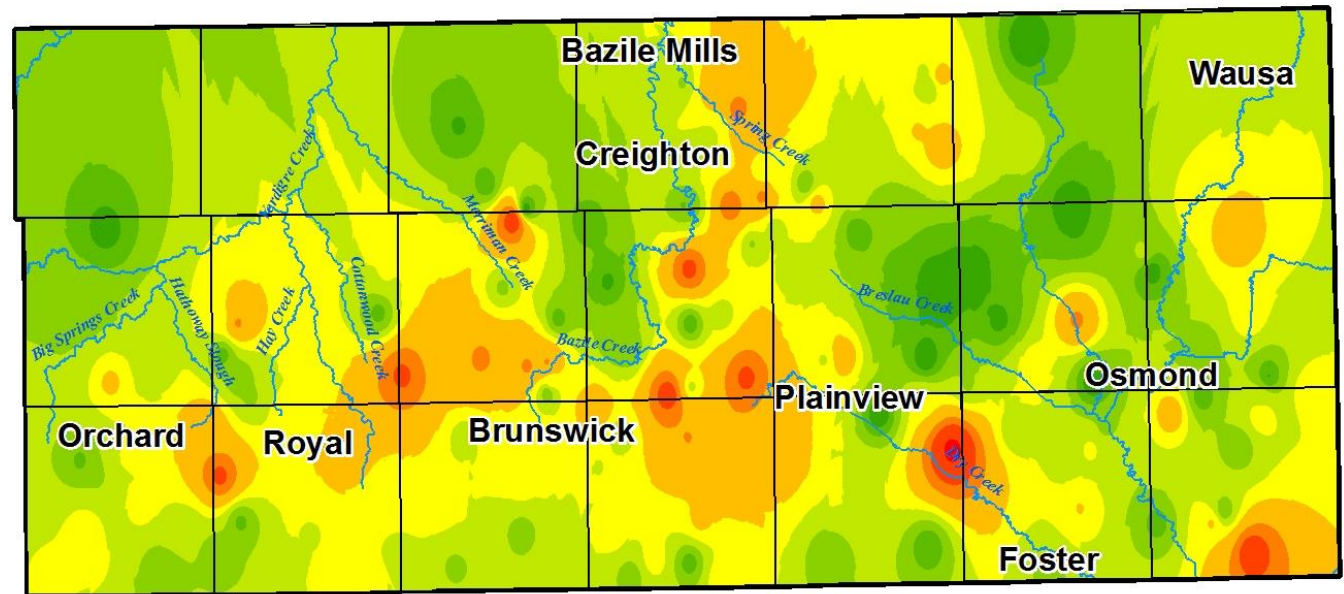 Bazile Mills
Wausa
Spring Creek
Creighton
Verdigre Creek
Merriman Creek
Cottonwood Creek
Hathoway Slough
Hay Creek
Big Springs Creek
Breslau Creek
Bazile Creek
Osmond
Plainview
Orchard
Royal
Brunswick
Dry Creek
Foster